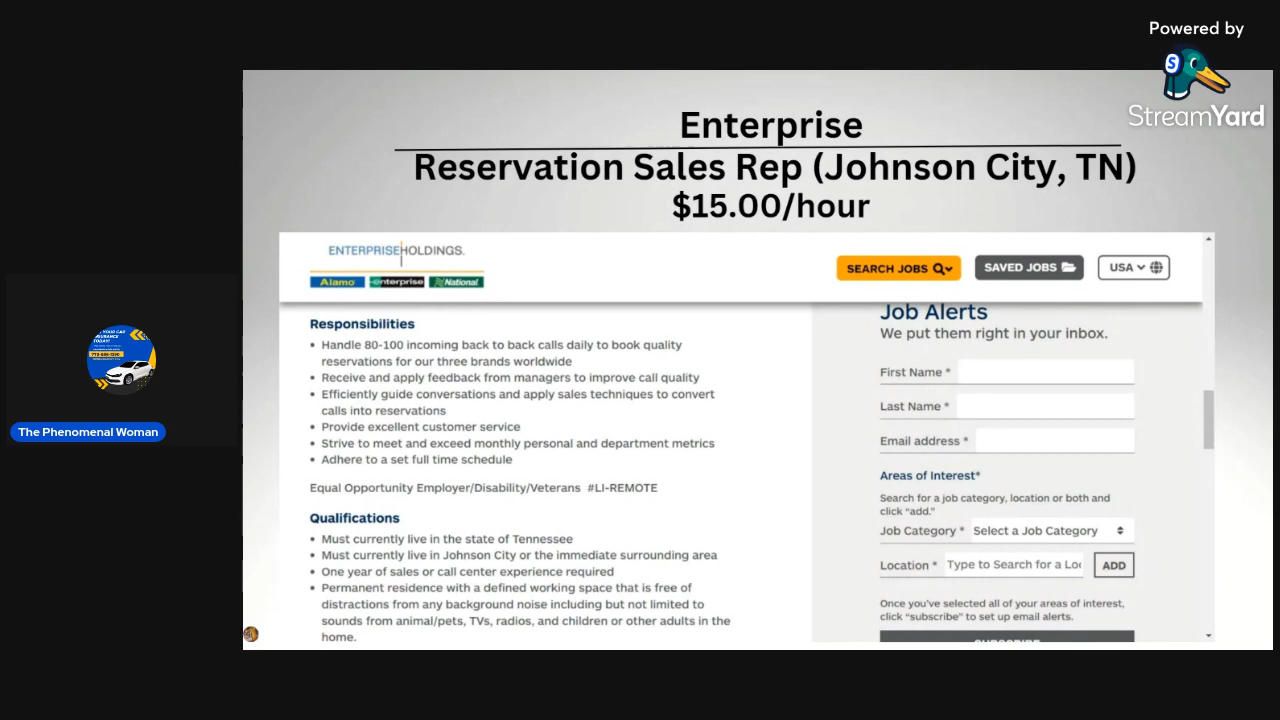 Powered by
StreamYard
Enterprise
Reservation Sales Rep (Johnson City, TN)
$15.00/hour
ENTERPRISE HOLDINGS.
Alamo enterprise National
SEARCH JOBS
SAVED JOBS
USA
Responsibilities
• Handle 80-100 incoming back to back calls daily to book quality
reservations for our three brands worldwide
• Receive and apply feedback from managers to improve call quality
• Efficiently guide conversations and apply sales techniques to convert
calls into reservations
• Provide excellent customer service
• Strive to meet and exceed monthly personal and department metrics
• Adhere to a set full time schedule
Equal Opportunity Employer/Disability/Veterans #LI-REMOTE
Qualifications
• Must currently live in the state of Tennessee
• Must currently live in Johnson City or the immediate surrounding area
• One year of sales or call center experience required
• Permanent residence with a defined working space that is free of
distractions from any background noise including but not limited to
sounds from animal/pets, TVs, radios, and children or other adults in the
home.
Job Alerts
We put them right in your inbox.
First Name *
Last Name *
Email address *
Areas of Interest*
Search for a job category, location or both and
click “add.”
Job Category * Select a Job Category
Location * Type to Search for a Lo
ADD
Once you’ve selected all of your areas of interest,
click “subscribe” to set up email alerts.
SUBSCRIBE
The Phenomenal Woman